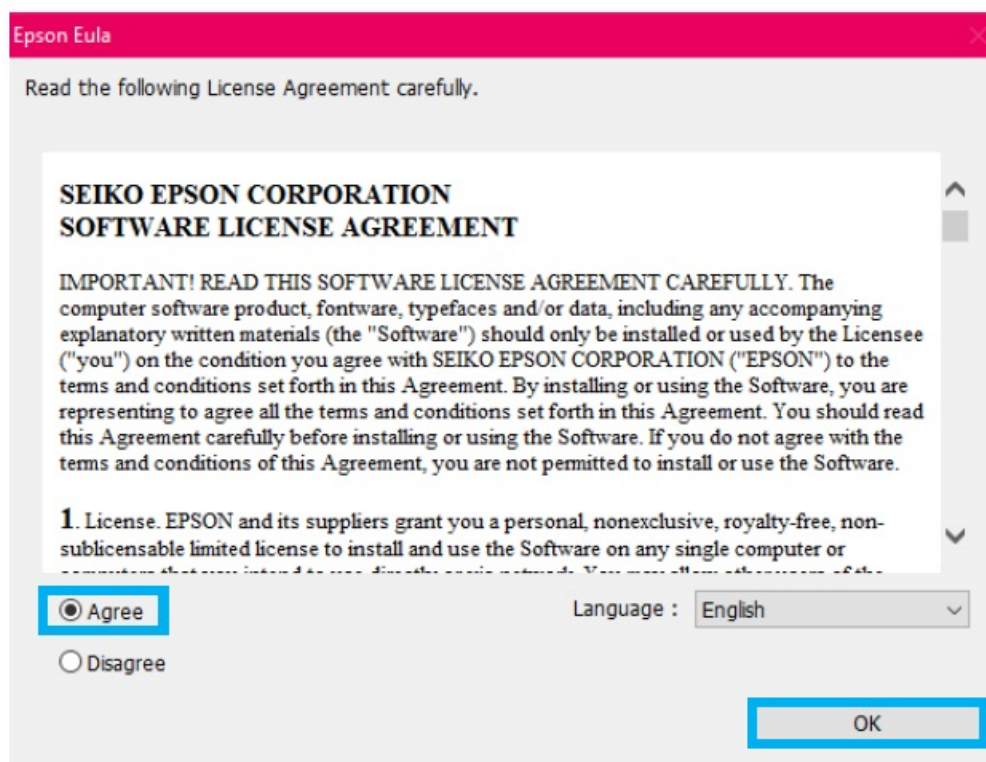 Epson Eula
Read the following License Agreement carefully.
SEIKO EPSON CORPORATION
SOFTWARE LICENSE AGREEMENT
IMPORTANT! READ THIS SOFTWARE LICENSE AGREEMENT CAREFULLY. The
computer software product, fontware, typefaces and/or data, including any accompanying
explanatory written materials (the "Software") should only be installed or used by the Licensee
("you") on the condition you agree with SEIKO EPSON CORPORATION ("EPSON") to the
terms and conditions set forth in this Agreement. By installing or using the Software, you are
representing to agree all the terms and conditions set forth in this Agreement. You should read
this Agreement carefully before installing or using the Software. If you do not agree with the
terms and conditions of this Agreement, you are not permitted to install or use the Software.
1. License. EPSON and its suppliers grant you a personal, nonexclusive, royalty-free, non-
sublicensable limited license to install and use the Software on any single computer or
Agree
Language : English
Disagree
OK